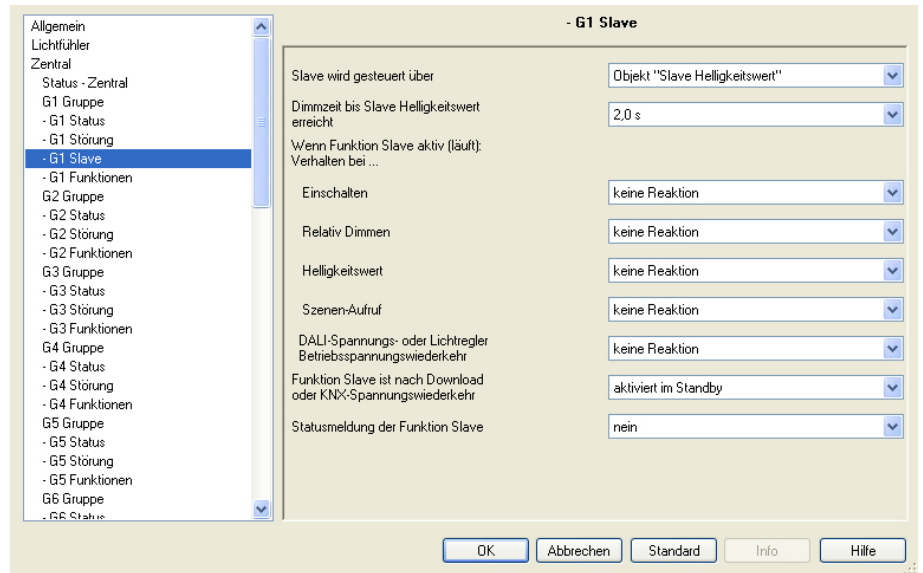 Allgemein
Lichtfühler
Zentral
Status - Zentral
G1 Gruppe
- G1 Status
- G1 Störung
- G1 Slave
- G1 Funktionen
G2 Gruppe
- G2 Status
- G2 Störung
- G2 Funktionen
G3 Gruppe
- G3 Status
- G3 Störung
- G3 Funktionen
G4 Gruppe
- G4 Status
- G4 Störung
- G4 Funktionen
G5 Gruppe
- G5 Status
- G5 Störung
- G5 Funktionen
G6 Gruppe
- G6 Status
- G1 Slave
Slave wird gesteuert über
Objekt "Slave Helligkeitswert"
Dimmzeit bis Slave Helligkeitswert
erreicht
2,0 s
Wenn Funktion Slave aktiv (läuft):
Verhalten bei ...
Einschalten
keine Reaktion
Relativ Dimmen
keine Reaktion
Helligkeitswert
keine Reaktion
Szenen-Aufruf
keine Reaktion
DALI-Spannungs- oder Lichtregler
Betriebsspannungswiederkehr
keine Reaktion
Funktion Slave ist nach Download
oder KNX-Spannungswiederkehr
aktiviert im Standby
Statusmeldung der Funktion Slave
nein
OK
Abbrechen
Standard
Info
Hilfe